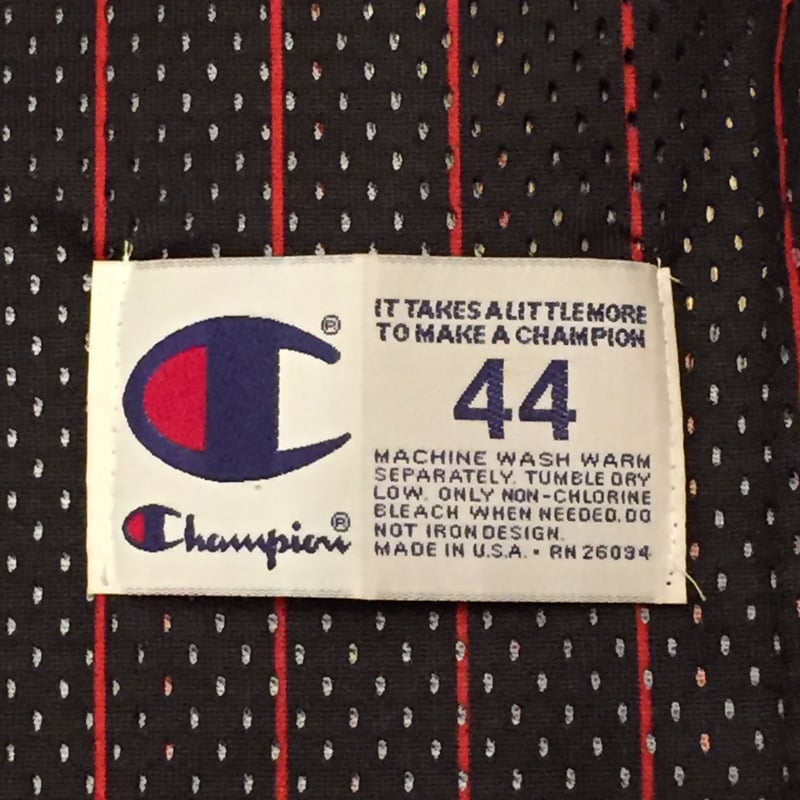 ®
IT TAKES A LITTLE MORE
TO MAKE A CHAMPION
44
MACHINE WASH WARM
SEPARATELY. TUMBLE DRY
LOW. ONLY NON-CHLORINE
BLEACH WHEN NEEDED. DO
NOT IRON DESIGN.
MADE IN U.S.A. • RN 26094
Champion®